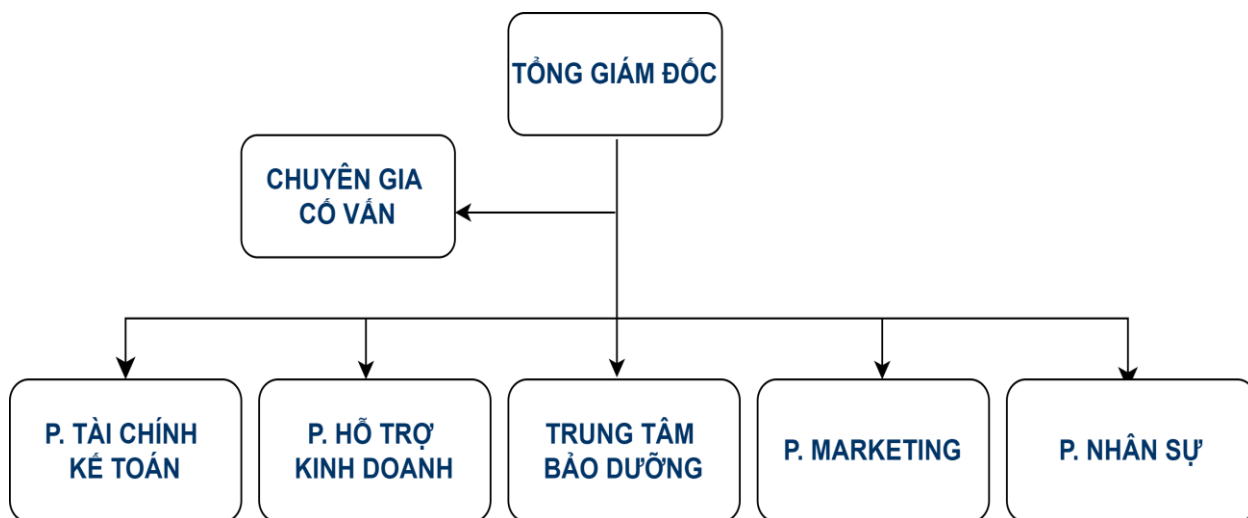 TỔNG GIÁM ĐỐC
CHUYÊN GIA
CỐ VẤN
P. TÀI CHÍNH
KẾ TOÁN
P. HỖ TRỢ
KINH DOANH
TRUNG TÂM
BẢO DƯỠNG
P. MARKETING
P. NHÂN SỰ